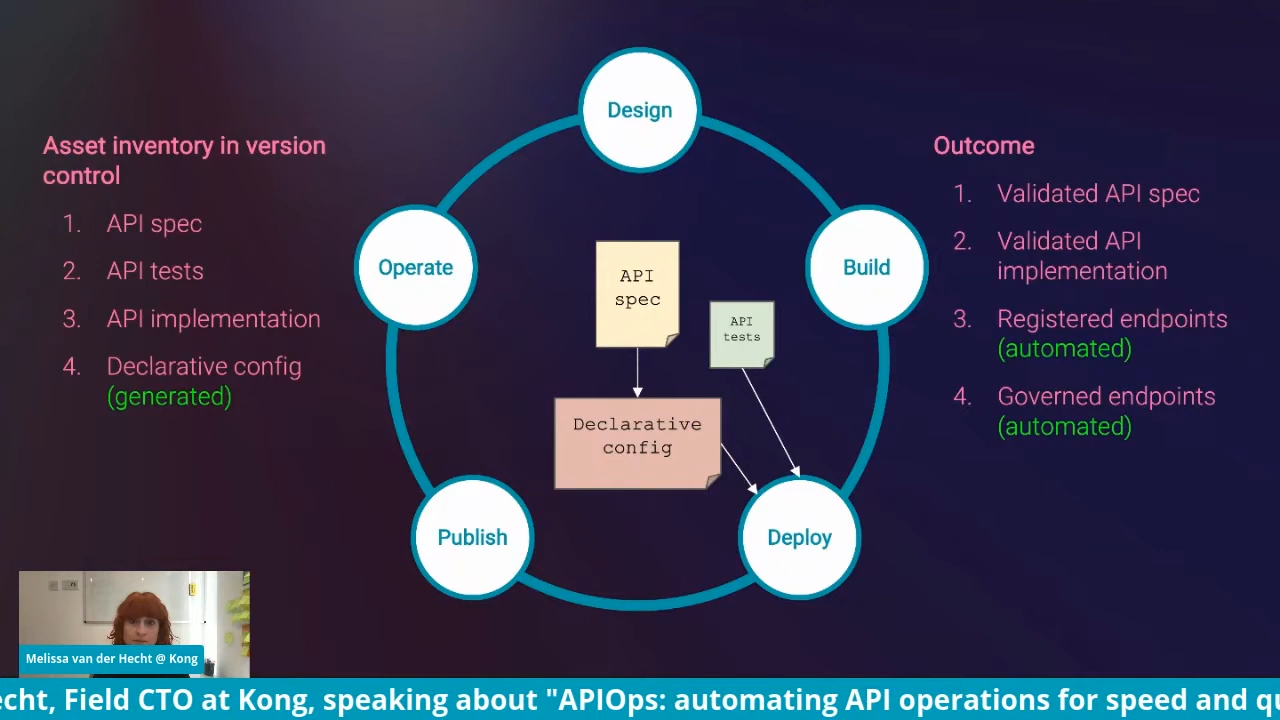 Asset inventory in version
control
1. API spec
2. API tests
3. API implementation
4. Declarative config
(generated)
Design
Operate
Build
Publish
Deploy
API
spec
API
tests
Declarative
config
Outcome
1. Validated API spec
2. Validated API
implementation
3. Registered endpoints
(automated)
4. Governed endpoints
(automated)
Melissa van der Hecht @ Kong
echt, Field CTO at Kong, speaking about "APIOps: automating API operations for speed and qu